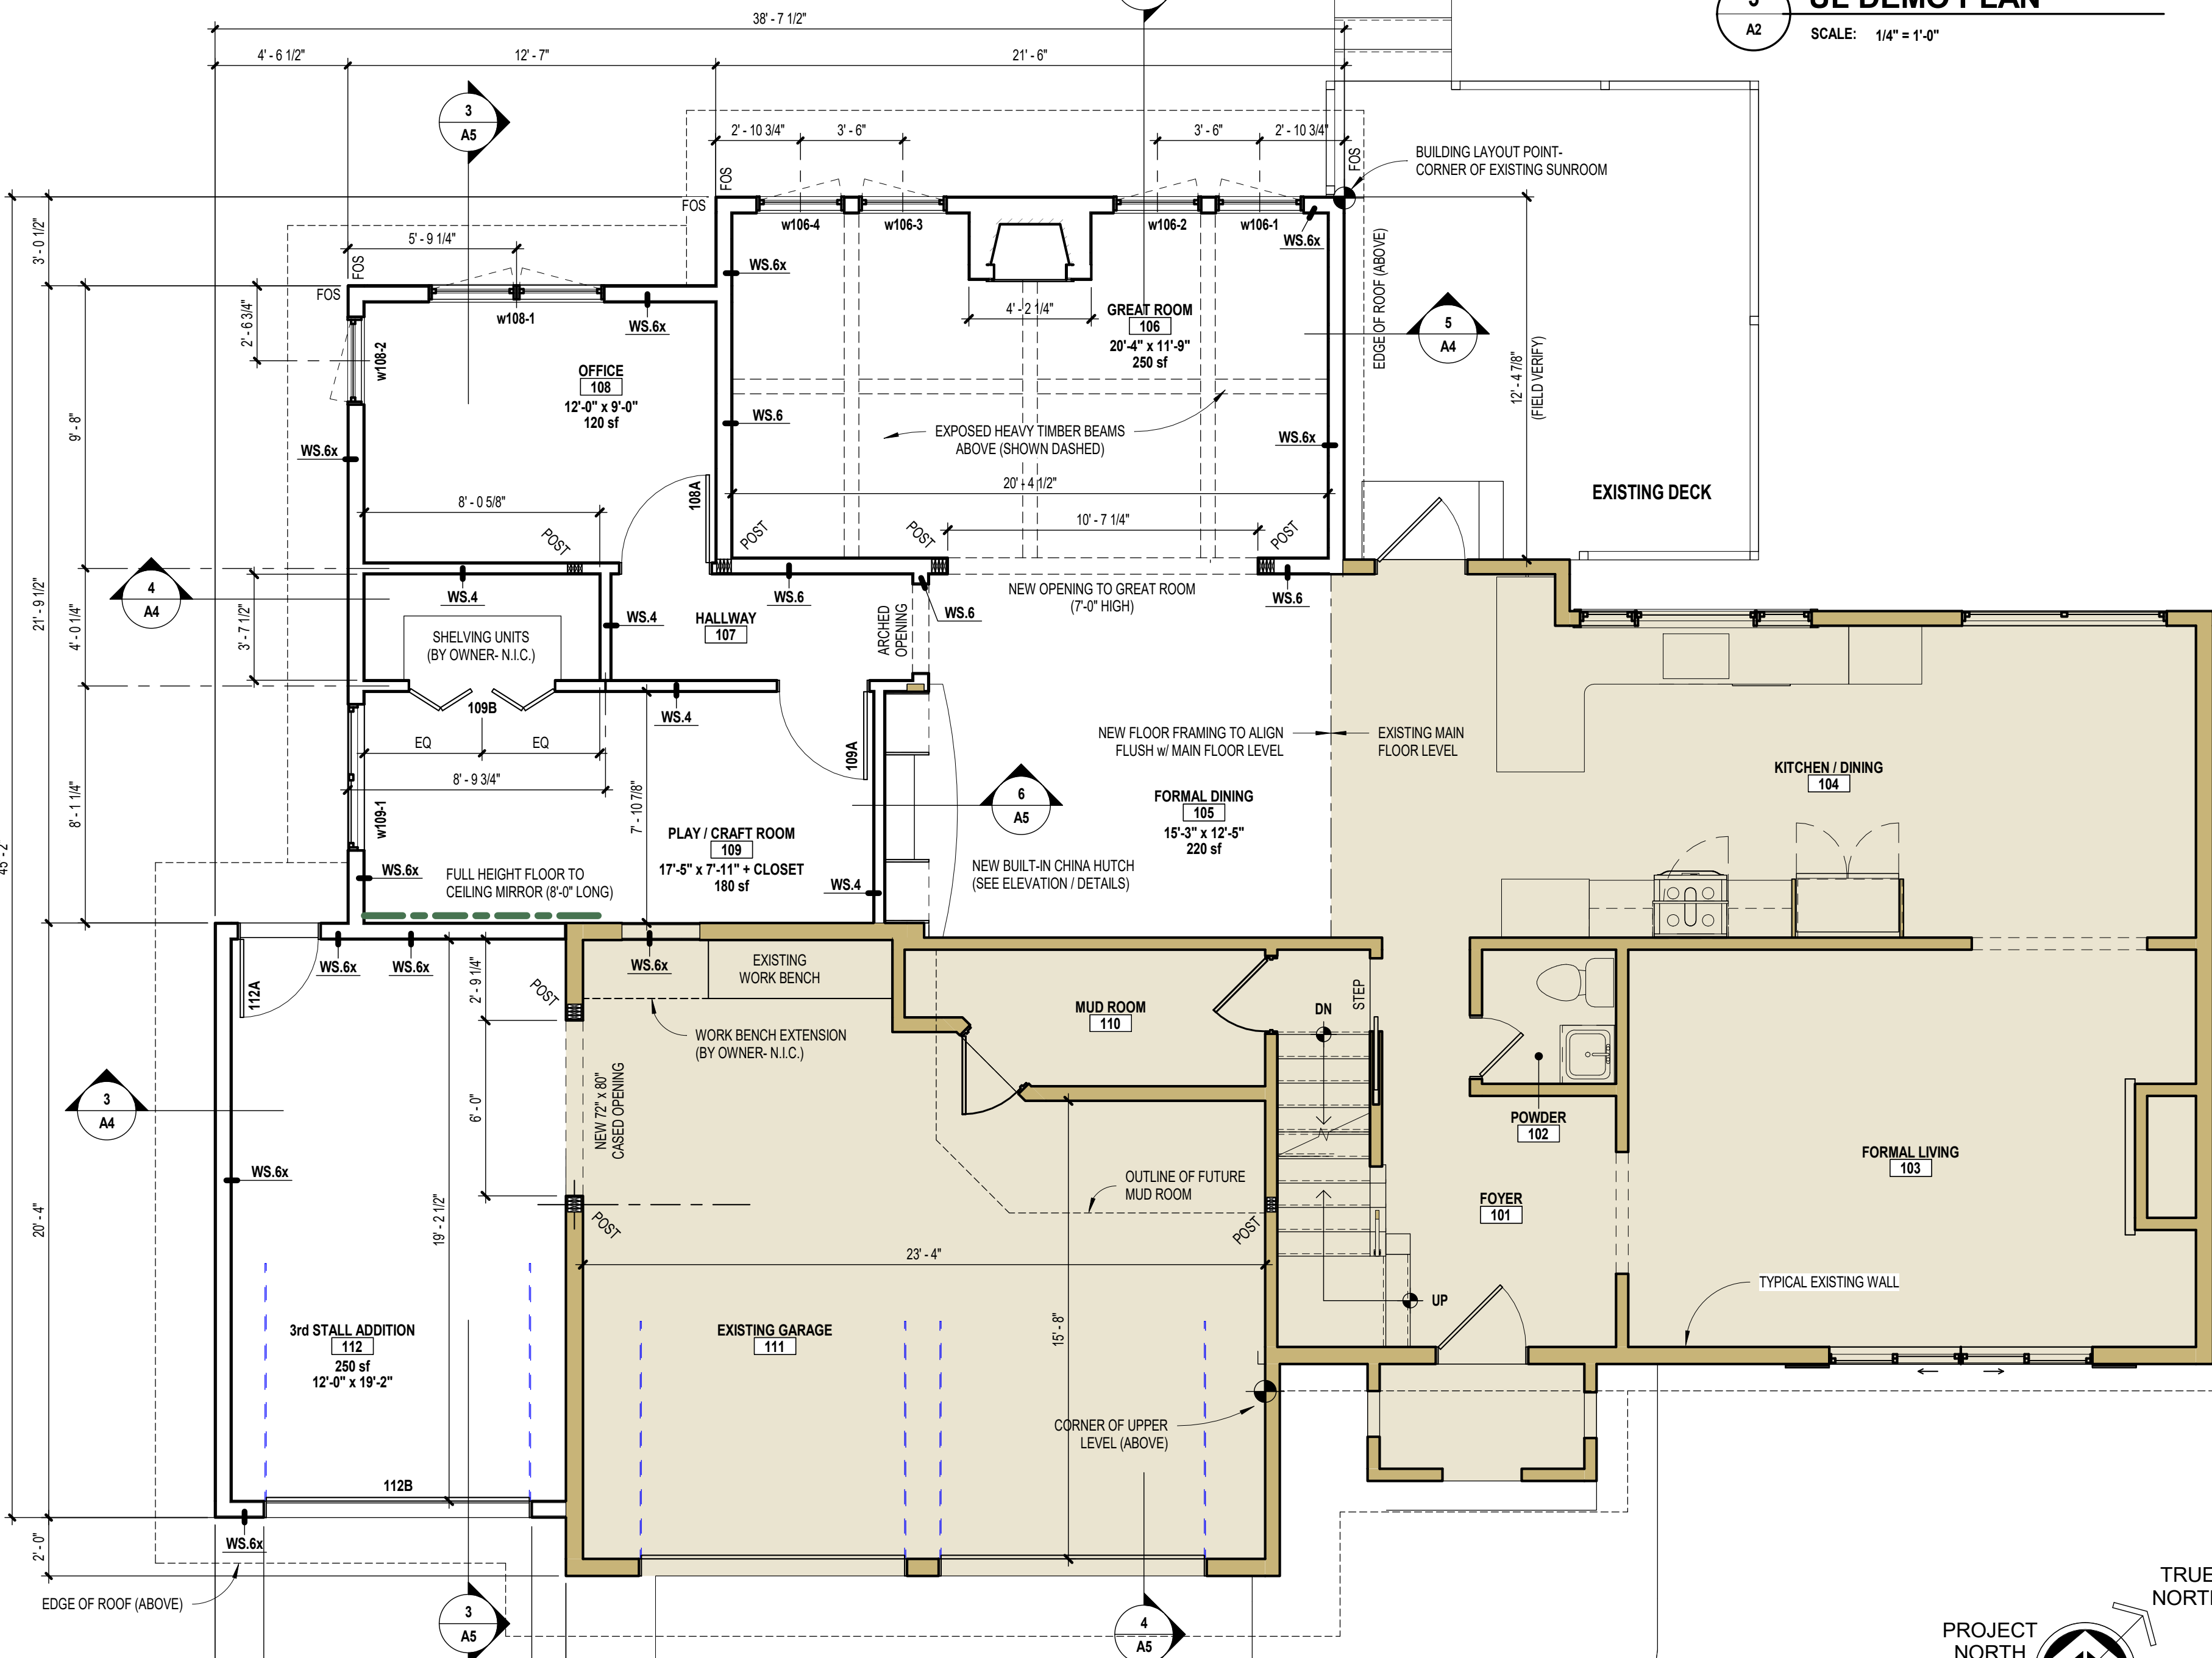 38' - 7 1/2"
UL DEMO PLAN
A2
SCALE: 1/4" = 1'-0"
4' - 6 1/2"
12' - 7"
21' - 6"
3
A5
2' - 10 3/4"
3' - 6"
3' - 6"
2' - 10 3/4"
FOS
FOS
FOS
BUILDING LAYOUT POINT-
CORNER OF EXISTING SUNROOM
w106-4
w106-3
w106-2
w106-1
WS.6x
3' - 0 1/2"
5' - 9 1/4"
FOS
FOS
w108-1
WS.6x
WS.6x
2' - 6 3/4"
w108-2
4' - 2 1/4"
GREAT ROOM
106
20'-4" x 11'-9"
250 sf
EDGE OF ROOF (ABOVE)
5
A4
12' - 4 7/8"
(FIELD VERIFY)
OFFICE
108
12'-0" x 9'-0"
120 sf
WS.6
EXPOSED HEAVY TIMBER BEAMS
ABOVE (SHOWN DASHED)
WS.6x
WS.6x
9' - 8"
20' - 4 1/2"
8' - 0 5/8"
108A
POST
POST
POST
POST
10' - 7 1/4"
EXISTING DECK
4
A4
21' - 9 1/2"
4' - 0 1/4"
3' - 7 1/2"
WS.4
WS.6
WS.6
WS.6
NEW OPENING TO GREAT ROOM
(7'-0" HIGH)
HALLWAY
107
WS.4
ARCHED
OPENING
SHELVING UNITS
(BY OWNER- N.I.C.)
109B
WS.4
EQ
EQ
8' - 9 3/4"
109A
NEW FLOOR FRAMING TO ALIGN
FLUSH w/ MAIN FLOOR LEVEL
EXISTING MAIN
FLOOR LEVEL
KITCHEN / DINING
104
6
A5
FORMAL DINING
105
15'-3" x 12'-5"
220 sf
8' - 1 1/4"
w109-1
7' - 10 7/8"
PLAY / CRAFT ROOM
109
17'-5" x 7'-11" + CLOSET
180 sf
45' - 2"
WS.6x
FULL HEIGHT FLOOR TO
CEILING MIRROR (8'-0" LONG)
WS.4
NEW BUILT-IN CHINA HUTCH
(SEE ELEVATION / DETAILS)
WS.6x
WS.6x
WS.6x
112A
2' - 9 1/4"
POST
EXISTING
WORK BENCH
WORK BENCH EXTENSION
(BY OWNER- N.I.C.)
MUD ROOM
110
DN
STEP
3
A4
6' - 0"
NEW 72" x 80"
CASED OPENING
POWDER
102
FORMAL LIVING
103
WS.6x
20' - 4"
19' - 2 1/2"
OUTLINE OF FUTURE
MUD ROOM
FOYER
101
POST
POST
23' - 4"
TYPICAL EXISTING WALL
UP
3rd STALL ADDITION
112
250 sf
12'-0" x 19'-2"
EXISTING GARAGE
111
15' - 8"
CORNER OF UPPER
LEVEL (ABOVE)
112B
WS.6x
2' - 0"
EDGE OF ROOF (ABOVE)
3
A5
4
A5
PROJECT
NORTH